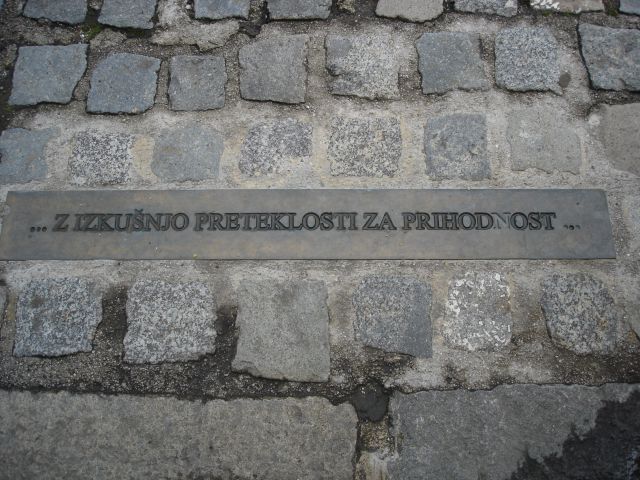 ... Z IZKUŠNJO PRETEKLOSTI ZA PRIHODNOST ...